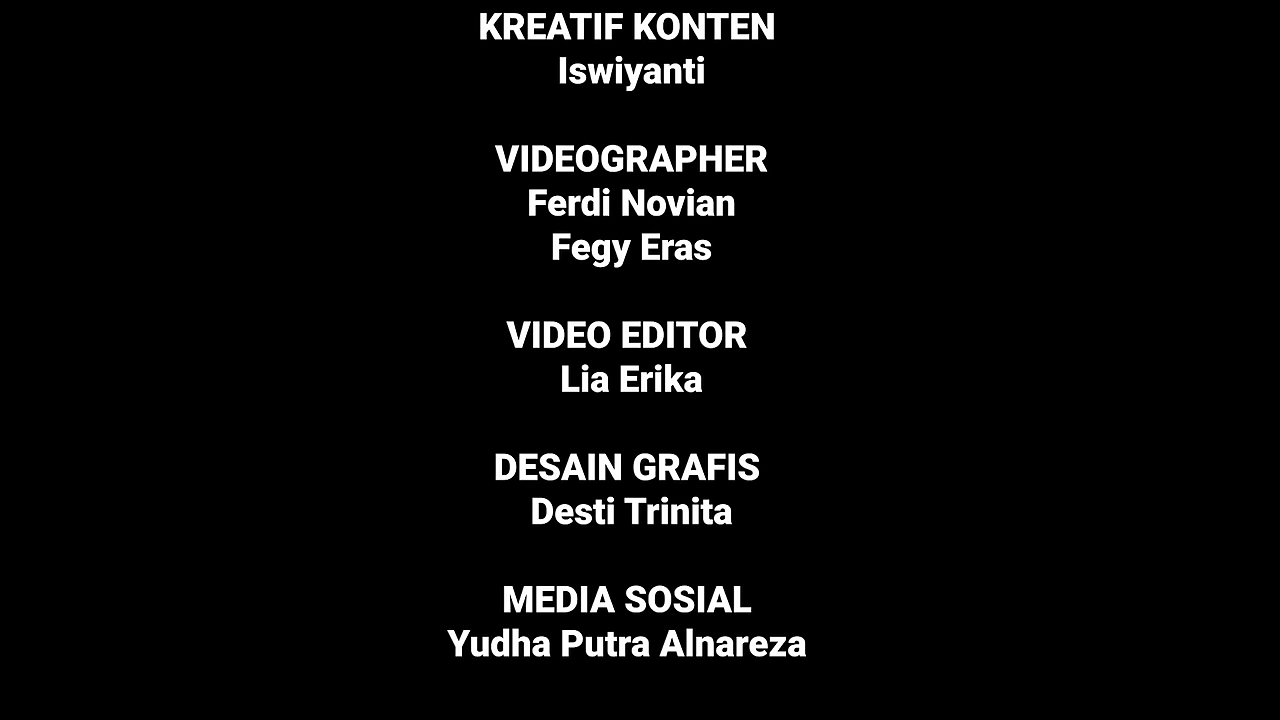 KREATIF KONTEN
Iswiyanti
VIDEOGRAPHER
Ferdi Novian
Fegy Eras
VIDEO EDITOR
Lia Erika
DESAIN GRAFIS
Desti Trinita
MEDIA SOSIAL
Yudha Putra Alnareza